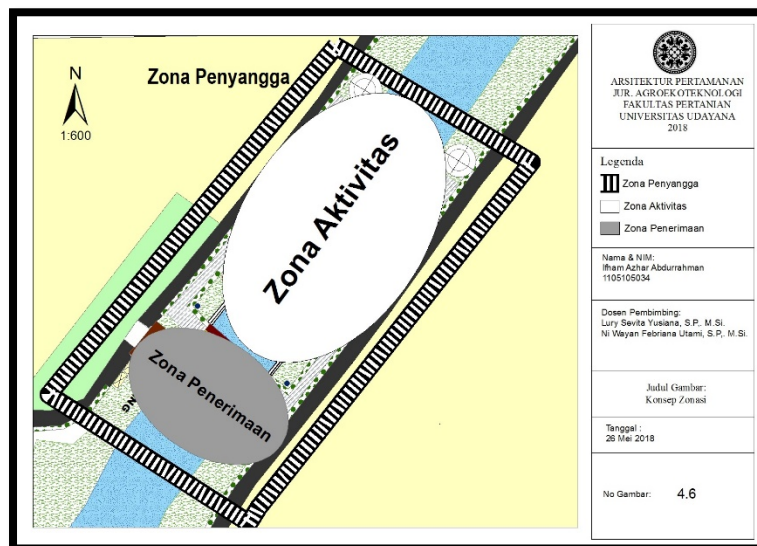 N
1:600
Zona Penyangga
Zona Aktivitas
Zona Penerimaan
NG
ARSITEKTUR PERTAMANAN
JUR. AGROEKOTEKNOLOGI
FAKULTAS PERTANIAN
UNIVERSITAS UDAYANA
2018
Legenda
Zona Penyangga
Zona Aktivitas
Zona Penerimaan
Nama & NIM:
Ifham Azhar Abdurrahman
1105105034
Dosen Pembimbing:
Lury Sevita Yusiana, S.P,. M.Si.
Ni Wayan Febriana Utami, S.P,. M.Si.
Judul Gambar:
Konsep Zonasi
Tanggal :
26 Mei 2018
No Gambar: 4.6